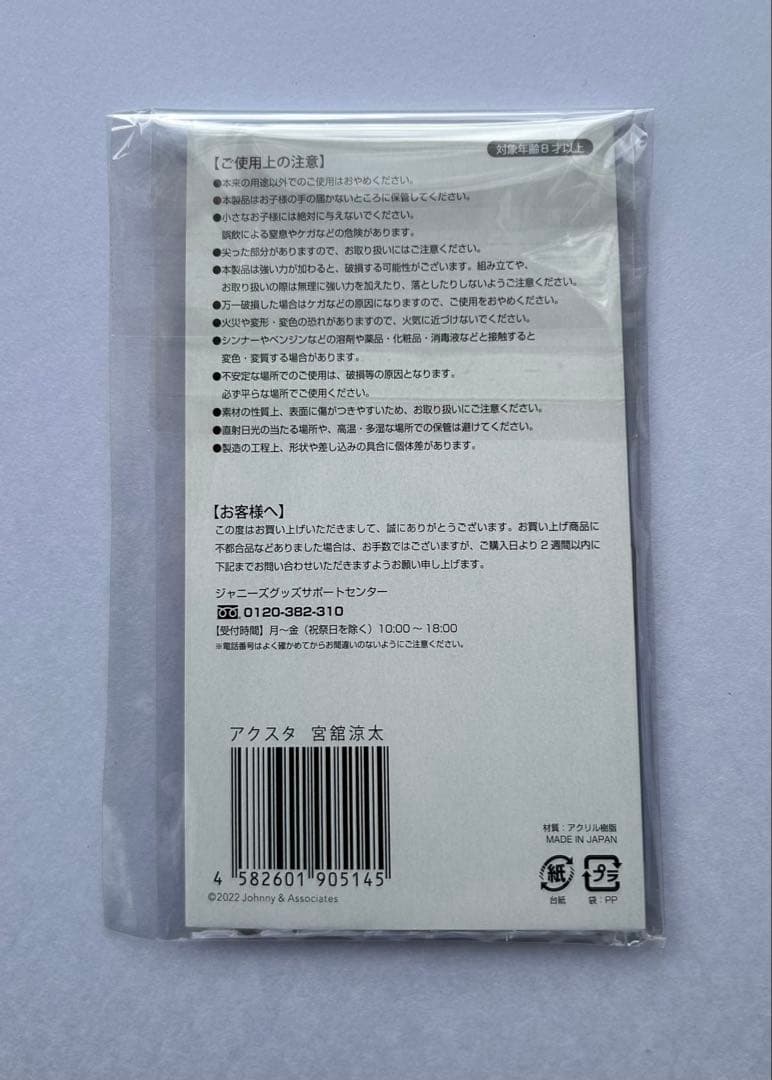 対象年齢8才以上
【ご使用上の注意】
●本来の用途以外でのご使用はおやめください。
●本製品はお子様の手の届かないところに保管してください。
●小さなお子様には絶対に与えないでください。
誤飲による窒息やケガなどの危険があります。
●尖った部分がありますので、お取り扱いにはご注意ください。
●本製品は強い力が加わると、破損する可能性がございます。組み立てや、
お取り扱いの際は無理に強い力を加えたり、落としたりしないようご注意ください。
●万一破損した場合はケガなどの原因になりますので、ご使用をおやめください。
●火災や変形・変色の恐れがありますので、火気に近づけないでください。
●シンナーやベンジンなどの溶剤や薬品・化粧品・消毒液などと接触すると
変色・変質する場合があります。
●不安定な場所でのご使用は、破損等の原因となります。
必ず平らな場所でご使用ください。
●素材の性質上、表面に傷がつきやすいため、お取り扱いにご注意ください。
●直射日光の当たる場所や、高温・多湿な場所での保管は避けてください。
●製造の工程上、形状や差し込みの具合に個体差があります。
【お客様へ】
この度はお買い上げいただきまして、誠にありがとうございます。お買い上げ商品に
不都合品などありました場合は、お手数ではございますが、ご購入日より2週間以内に
下記までお問い合わせいただきますようお願い申し上げます。
ジャニーズグッズサポートセンター
0120-382-310
【受付時間】月～金（祝祭日を除く）10:00～18:00
※電話番号はよく確かめてからお間違いのないようにご注意ください。
アクスタ 宮舘涼太
4 582601 905145
©2022 Johnny & Associates
材質：アクリル樹脂
MADE IN JAPAN
紙 プラ
台紙 袋：PP